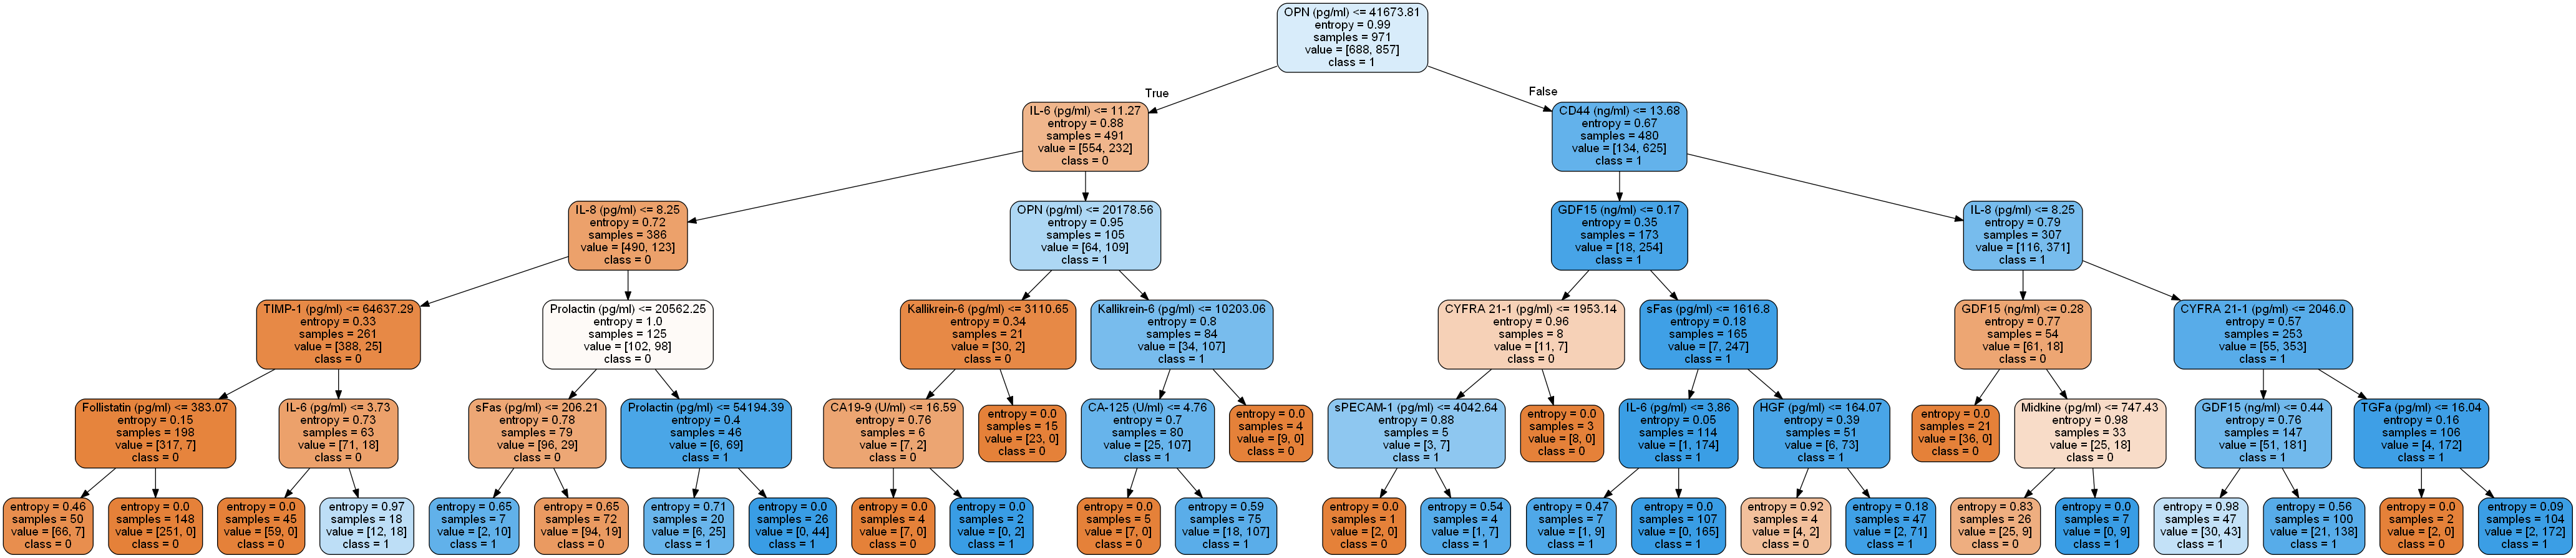 OPN (pg/ml) <= 41673.81
entropy = 0.99
samples = 971
value = [688, 857]
class = 1
True
False
IL-6 (pg/ml) <= 11.27
entropy = 0.88
samples = 491
value = [554, 232]
class = 0
CD44 (ng/ml) <= 13.68
entropy = 0.67
samples = 480
value = [134, 625]
class = 1
IL-8 (pg/ml) <= 8.25
entropy = 0.72
samples = 386
value = [490, 123]
class = 0
OPN (pg/ml) <= 20178.56
entropy = 0.95
samples = 105
value = [64, 109]
class = 1
GDF15 (ng/ml) <= 0.17
entropy = 0.35
samples = 173
value = [18, 254]
class = 1
IL-8 (pg/ml) <= 8.25
entropy = 0.79
samples = 307
value = [116, 371]
class = 1
TIMP-1 (pg/ml) <= 64637.29
entropy = 0.33
samples = 261
value = [388, 25]
class = 0
Prolactin (pg/ml) <= 20562.25
entropy = 1.0
samples = 125
value = [102, 98]
class = 0
Kallikrein-6 (pg/ml) <= 3110.65
entropy = 0.34
samples = 21
value = [30, 2]
class = 0
Kallikrein-6 (pg/ml) <= 10203.06
entropy = 0.8
samples = 84
value = [34, 107]
class = 1
CYFRA 21-1 (pg/ml) <= 1953.14
entropy = 0.96
samples = 8
value = [11, 7]
class = 0
sFas (pg/ml) <= 1616.8
entropy = 0.18
samples = 165
value = [7, 247]
class = 1
GDF15 (ng/ml) <= 0.28
entropy = 0.77
samples = 54
value = [61, 18]
class = 0
CYFRA 21-1 (pg/ml) <= 2046.0
entropy = 0.57
samples = 253
value = [55, 353]
class = 1
Follistatin (pg/ml) <= 383.07
entropy = 0.15
samples = 198
value = [317, 7]
class = 0
IL-6 (pg/ml) <= 3.73
entropy = 0.73
samples = 63
value = [71, 18]
class = 0
sFas (pg/ml) <= 206.21
entropy = 0.78
samples = 79
value = [96, 29]
class = 0
Prolactin (pg/ml) <= 54194.39
entropy = 0.4
samples = 46
value = [6, 69]
class = 1
CA19-9 (U/ml) <= 16.59
entropy = 0.76
samples = 6
value = [7, 2]
class = 0
entropy = 0.0
samples = 15
value = [23, 0]
class = 0
CA-125 (U/ml) <= 4.76
entropy = 0.7
samples = 80
value = [25, 107]
class = 1
entropy = 0.0
samples = 4
value = [9, 0]
class = 0
sPECAM-1 (pg/ml) <= 4042.64
entropy = 0.88
samples = 5
value = [3, 7]
class = 1
entropy = 0.0
samples = 3
value = [8, 0]
class = 0
IL-6 (pg/ml) <= 3.86
entropy = 0.05
samples = 114
value = [1, 174]
class = 1
HGF (pg/ml) <= 164.07
entropy = 0.39
samples = 51
value = [6, 73]
class = 1
entropy = 0.0
samples = 21
value = [36, 0]
class = 0
Midkine (pg/ml) <= 747.43
entropy = 0.98
samples = 33
value = [25, 18]
class = 0
GDF15 (ng/ml) <= 0.44
entropy = 0.76
samples = 147
value = [51, 181]
class = 1
TGFa (pg/ml) <= 16.04
entropy = 0.16
samples = 106
value = [4, 172]
class = 1
entropy = 0.46
samples = 50
value = [66, 7]
class = 0
entropy = 0.0
samples = 148
value = [251, 0]
class = 0
entropy = 0.0
samples = 45
value = [59, 0]
class = 0
entropy = 0.97
samples = 18
value = [12, 18]
class = 1
entropy = 0.65
samples = 7
value = [2, 10]
class = 1
entropy = 0.65
samples = 72
value = [94, 19]
class = 0
entropy = 0.71
samples = 20
value = [6, 25]
class = 1
entropy = 0.0
samples = 26
value = [0, 44]
class = 1
entropy = 0.0
samples = 4
value = [7, 0]
class = 0
entropy = 0.0
samples = 2
value = [0, 2]
class = 1
entropy = 0.0
samples = 5
value = [7, 0]
class = 0
entropy = 0.59
samples = 75
value = [18, 107]
class = 1
entropy = 0.0
samples = 1
value = [2, 0]
class = 0
entropy = 0.54
samples = 4
value = [1, 7]
class = 1
entropy = 0.47
samples = 7
value = [1, 9]
class = 1
entropy = 0.0
samples = 107
value = [0, 165]
class = 1
entropy = 0.92
samples = 4
value = [4, 2]
class = 0
entropy = 0.18
samples = 47
value = [2, 71]
class = 1
entropy = 0.83
samples = 26
value = [25, 9]
class = 0
entropy = 0.0
samples = 7
value = [0, 9]
class = 1
entropy = 0.98
samples = 47
value = [30, 43]
class = 1
entropy = 0.56
samples = 100
value = [21, 138]
class = 1
entropy = 0.0
samples = 2
value = [2, 0]
class = 0
entropy = 0.09
samples = 104
value = [2, 172]
class = 1